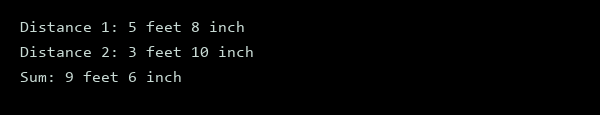 Distance 1: 5 feet 8 inch
Distance 2: 3 feet 10 inch
Sum: 9 feet 6 inch